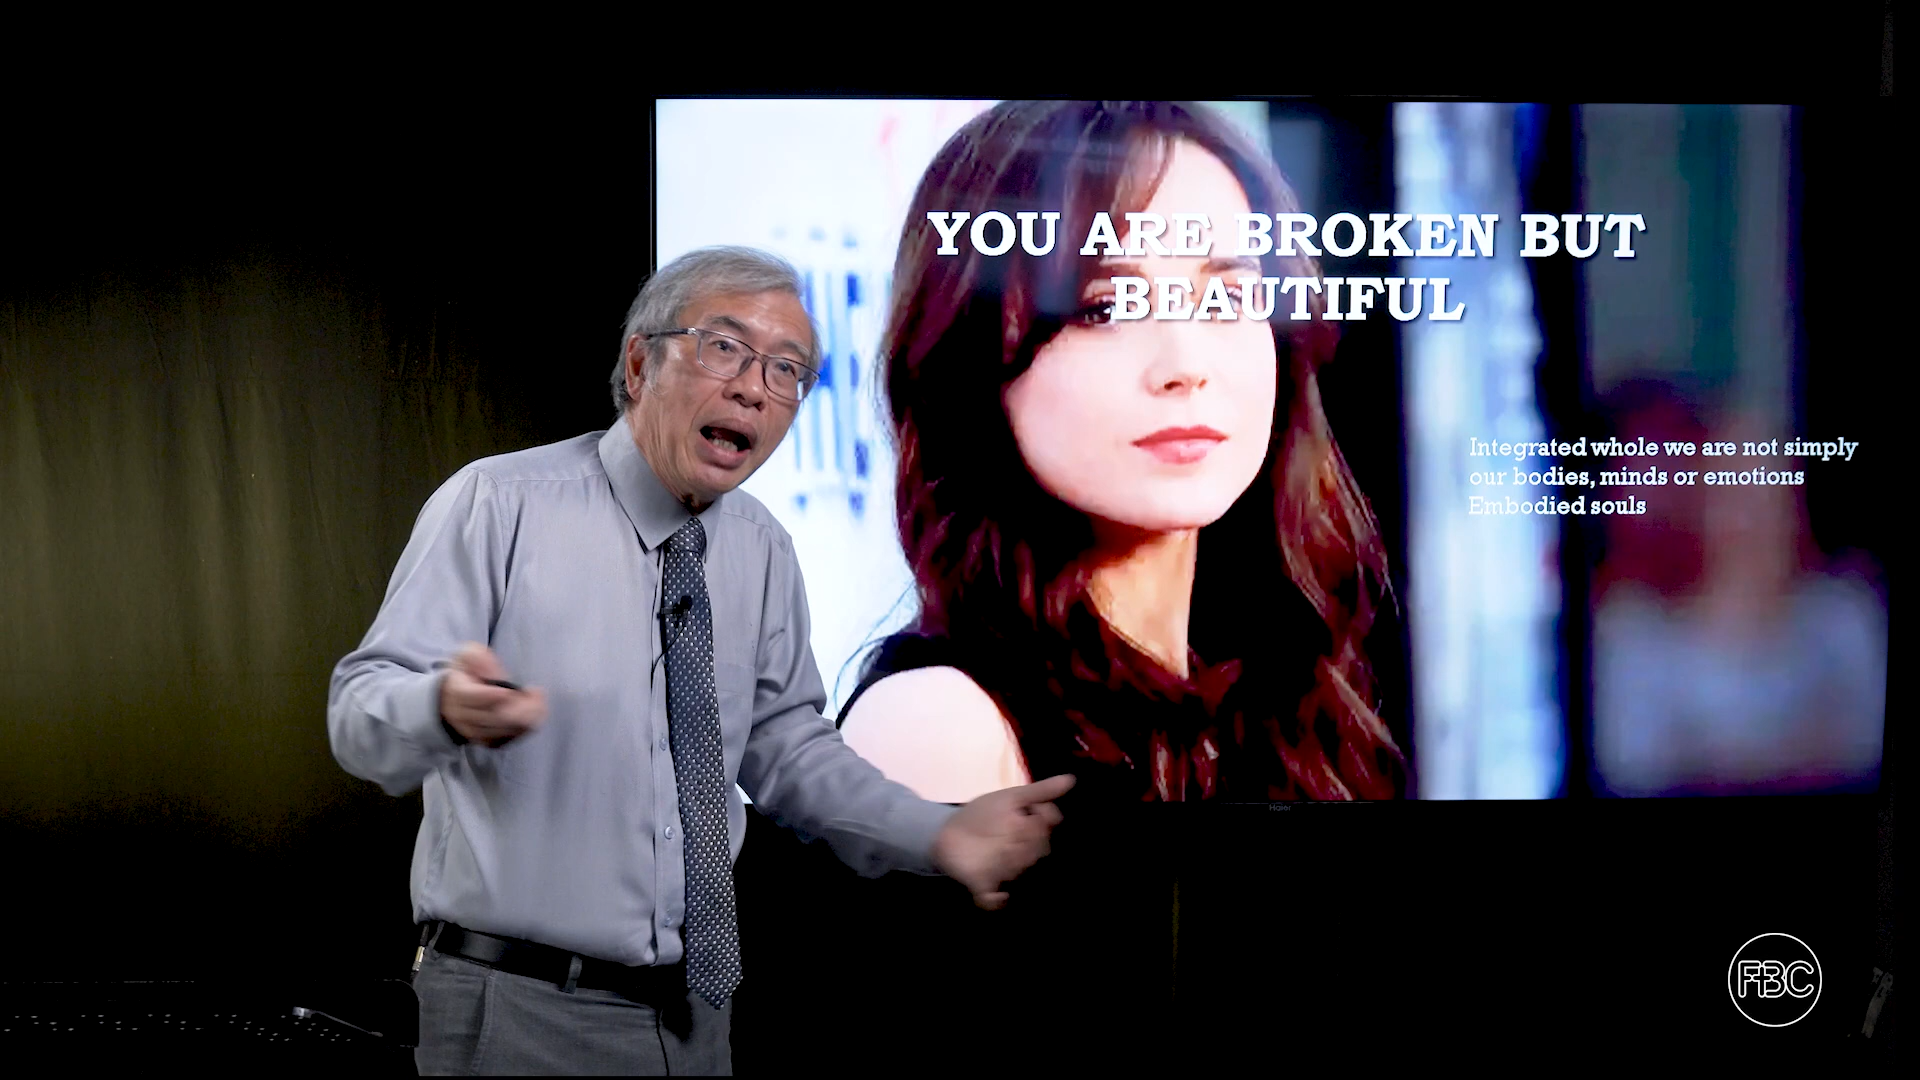 YOU ARE BROKEN BUT
BEAUTIFUL
Integrated whole we are not simply
our bodies, minds or emotions
Embodied souls
Haier
FBC